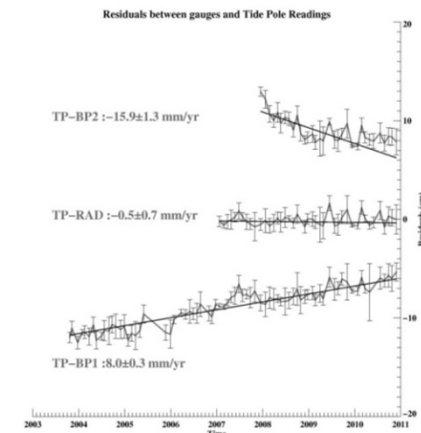 Residuals between gauges and Tide Pole Readings
20
TP-BP2 :-15.9±1.3 mm/yr
10
TP-RAD :-0.5±0.7 mm/yr
0
-10
TP-BP1 :8.0±0.3 mm/yr
-20
2003 2004 2005 2006 2007 2008 2009 2010 2011
Time